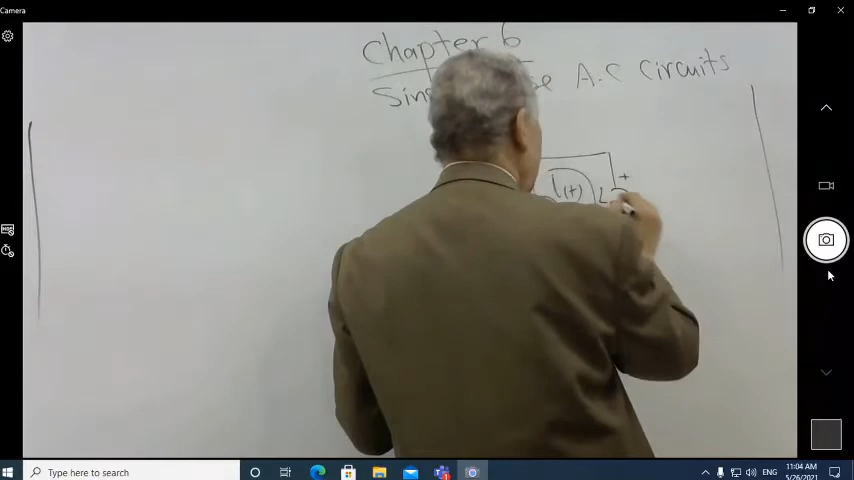 Camera
Chapter 6
A.C Circuits
+
i(t)
L
Type here to search
ENG
11:04 AM
5/26/2021